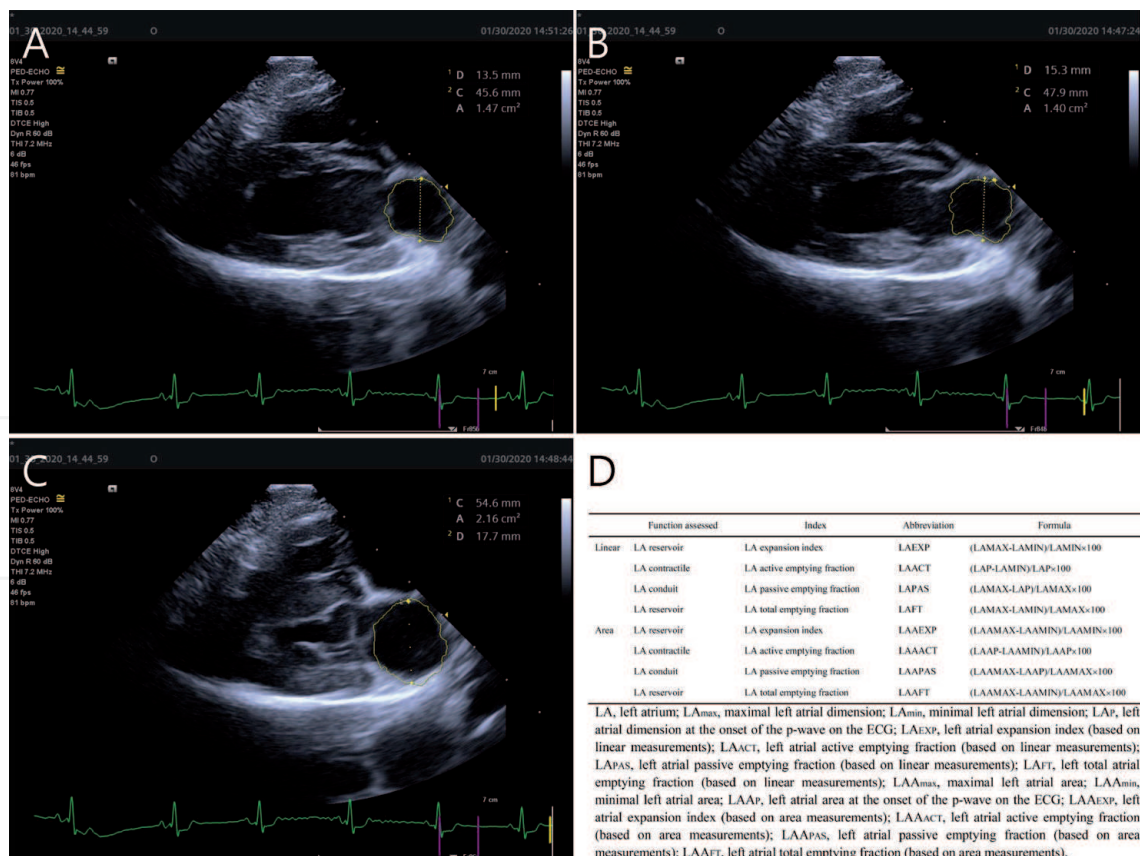 A
01_30_2020_14_44_59 O 01/30/2020 14:51:26
8V4
PED-ECHO
Tx Power 100%
MI 0.77
TIS 0.5
TIB 0.5
DTCE High
Dyn R 60 dB
THI 7.2 MHz
6 dB
46 fps
81 bpm
1 D 13.5 mm
2 C 45.6 mm
A 1.47 cm²
7 cm
Fr856
B
01_30_2020_14_44_59 O 01/30/2020 14:47:24
8V4
PED-ECHO
Tx Power 100%
MI 0.77
TIS 0.5
TIB 0.5
DTCE High
Dyn R 60 dB
THI 7.2 MHz
6 dB
46 fps
81 bpm
1 D 15.3 mm
2 C 47.9 mm
A 1.40 cm²
7 cm
C
2020_14_44_59 O 01/30/2020 14:48:44
8V4
PED-ECHO
Tx Power 100%
MI 0.77
TIS 0.5
TIB 0.5
DTCE High
Dyn R 60 dB
THI 7.2 MHz
6 dB
46 fps
81 bpm
1 C 54.6 mm
A 2.16 cm²
2 D 17.7 mm
7 cm
D
Function assessed Index Abbreviation Formula
Linear LA reservoir LA expansion index LAEXP (LAMAX-LAMIN)/LAMIN×100
LA contractile LA active emptying fraction LAACT (LAP-LAMIN)/LAP×100
LA conduit LA passive emptying fraction LAPAS (LAMAX-LAP)/LAMAX×100
LA reservoir LA total emptying fraction LAFT (LAMAX-LAMIN)/LAMAX×100
Area LA reservoir LA expansion index LAAEXP (LAAMAX-LAAMIN)/LAAMIN×100
LA contractile LA active emptying fraction LAAACT (LAAP-LAAMIN)/LAAP×100
LA conduit LA passive emptying fraction LAAPAS (LAAMAX-LAAP)/LAAMAX×100
LA reservoir LA total emptying fraction LAAFT (LAAMAX-LAAMIN)/LAAMAX×100
LA, left atrium; LAmax, maximal left atrial dimension; LAmin, minimal left atrial dimension; LAP, left
atrial dimension at the onset of the p-wave on the ECG; LAEXP, left atrial expansion index (based on
linear measurements); LAACT, left atrial active emptying fraction (based on linear measurements);
LAPAS, left atrial passive emptying fraction (based on linear measurements); LAFT, left total atrial
emptying fraction (based on linear measurements); LAAmax, maximal left atrial area; LAAmin,
minimal left atrial area; LAAP, left atrial area at the onset of the p-wave on the ECG; LAAEXP, left
atrial expansion index (based on area measurements); LAAACT, left atrial active emptying fraction
(based on area measurements); LAAPAS, left atrial passive emptying fraction (based on area
measurements); LAAFT, left atrial total emptying fraction (based on area measurements).